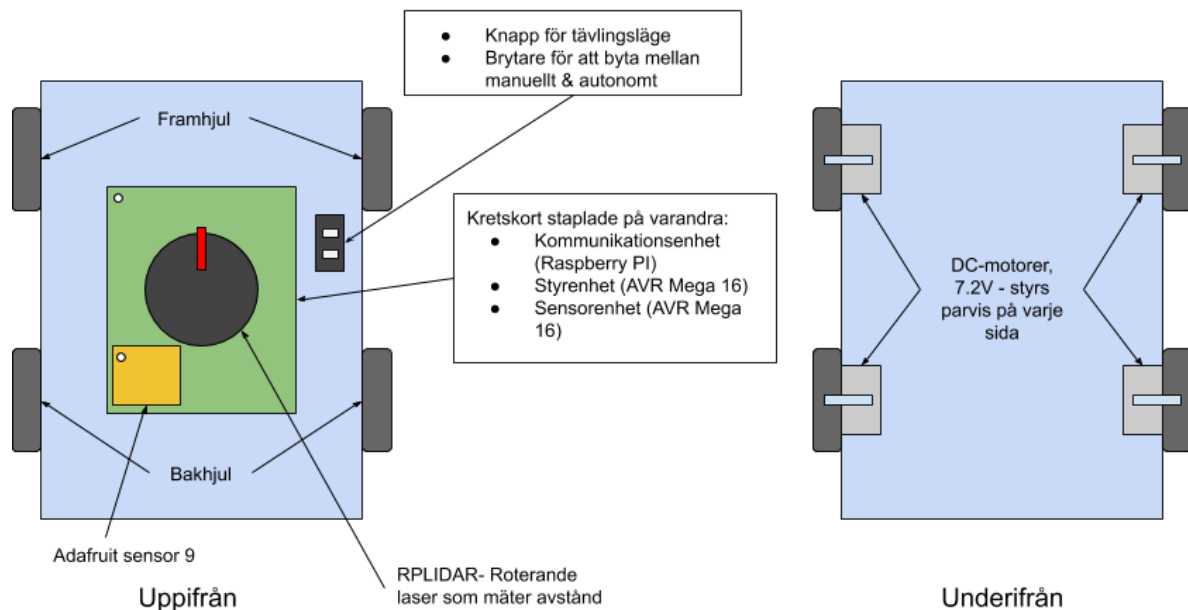 ● Knapp för tävlingsläge
● Brytare för att byta mellan
manuellt & autonomt
Framhjul
Kretskort staplade på varandra:
● Kommunikationsenhet
(Raspberry PI)
● Styrenhet (AVR Mega 16)
● Sensorenhet (AVR Mega
16)
DC-motorer,
7.2V - styrs
parvis på varje
sida
Bakhjul
Adafruit sensor 9
RPLIDAR- Roterande
laser som mäter avstånd
Uppifrån
Underifrån